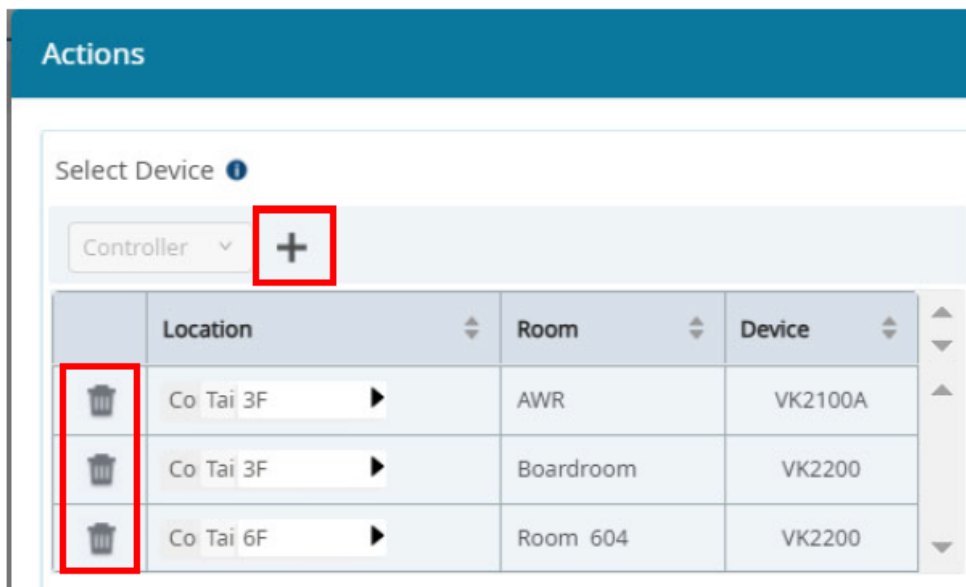 Actions
Select Device
Controller
Location Room Device
Co Tai 3F AWR VK2100A
Co Tai 3F Boardroom VK2200
Co Tai 6F Room 604 VK2200